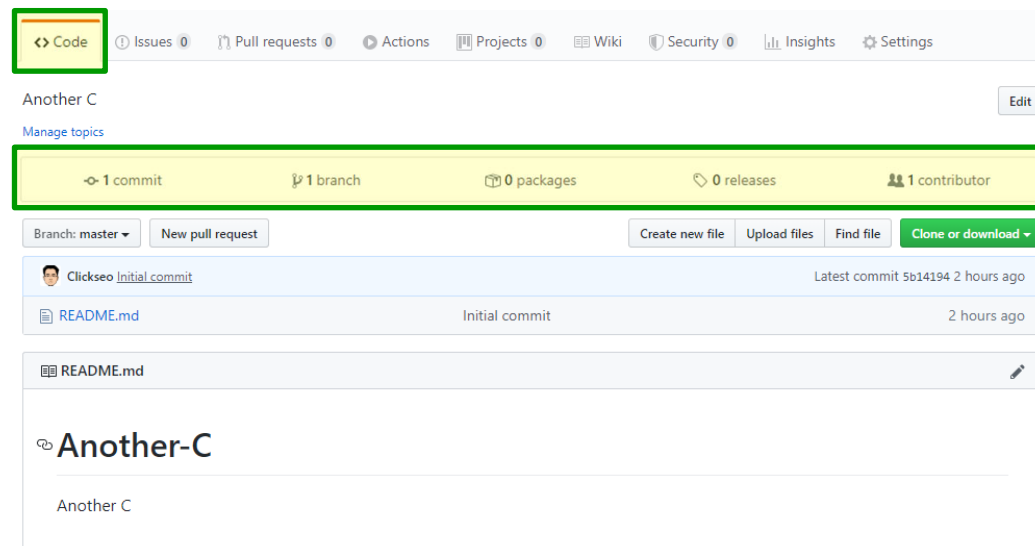 Code Issues 0 Pull requests 0 Actions Projects 0 Wiki Security 0 Insights Settings
Another C Edit
Manage topics
1 commit 1 branch 0 packages 0 releases 1 contributor
Branch: master New pull request Create new file Upload files Find file Clone or download
Clickseo Initial commit Latest commit 5b14194 2 hours ago
README.md Initial commit 2 hours ago
README.md
Another-C
Another C